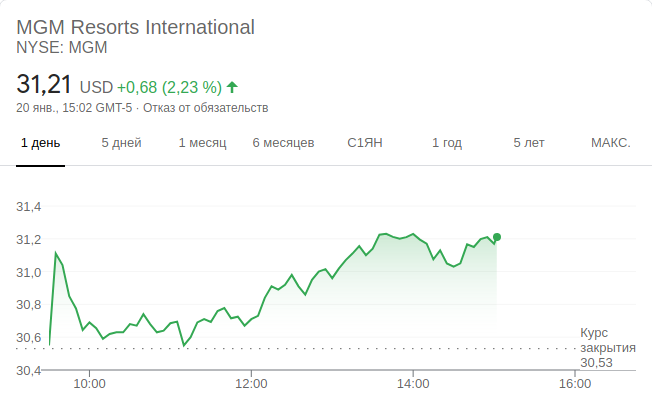 MGM Resorts International
NYSE: MGM
31,21 USD +0,68 (2,23 %)
20 янв., 15:02 GMT-5 · Отказ от обязательств
1 день 5 дней 1 месяц 6 месяцев С1ЯН 1 год 5 лет МАКС.
31,4
31,2
31,0
30,8
30,6
30,4
Курс
закрытия
30,53
10:00 12:00 14:00 16:00